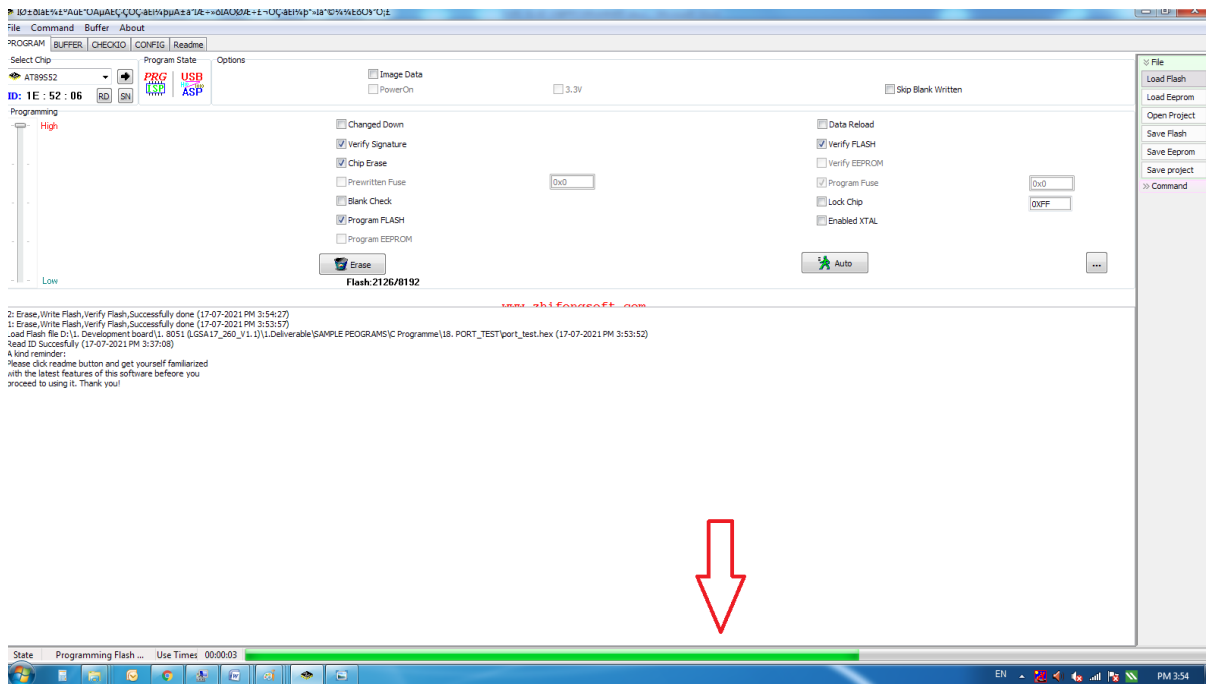 File Command Buffer About
PROGRAM BUFFER CHECKIO CONFIG Readme
Select Chip
Program State
Options
AT89S52
PRG
ISP
USB
ASP
ID: 1E : 52 : 06
RD
SN
Image Data
PowerOn
3.3V
Skip Blank Written
Programming
High
Low
Changed Down
Verify Signature
Chip Erase
Prewritten Fuse
0x0
Blank Check
Program FLASH
Program EEPROM
Erase
Flash:2126/8192
Data Reload
Verify FLASH
Verify EEPROM
Program Fuse
0x0
Lock Chip
0XFF
Enabled XTAL
Auto
...
File
Load Flash
Load Eeprom
Open Project
Save Flash
Save Eeprom
Save project
Command
www.zhifengsoft.com
2: Erase,Write Flash,Verify Flash,Successfully done (17-07-2021 PM 3:54:27)
1: Erase,Write Flash,Verify Flash,Successfully done (17-07-2021 PM 3:53:57)
Load Flash file D:\1. Development board\1. 8051 (LGSA17_260_V1.1)\1.Deliverable\SAMPLE PEOGRAMS\C Programme\18. PORT_TEST\port_test.hex (17-07-2021 PM 3:53:52)
Read ID Succesfully (17-07-2021 PM 3:37:08)
A kind reminder:
Please click readme button and get yourself familiarized
with the latest features of this software befeore you
proceed to using it. Thank you!
State Programming Flash ... Use Times 00:00:03
EN
PM 3:54